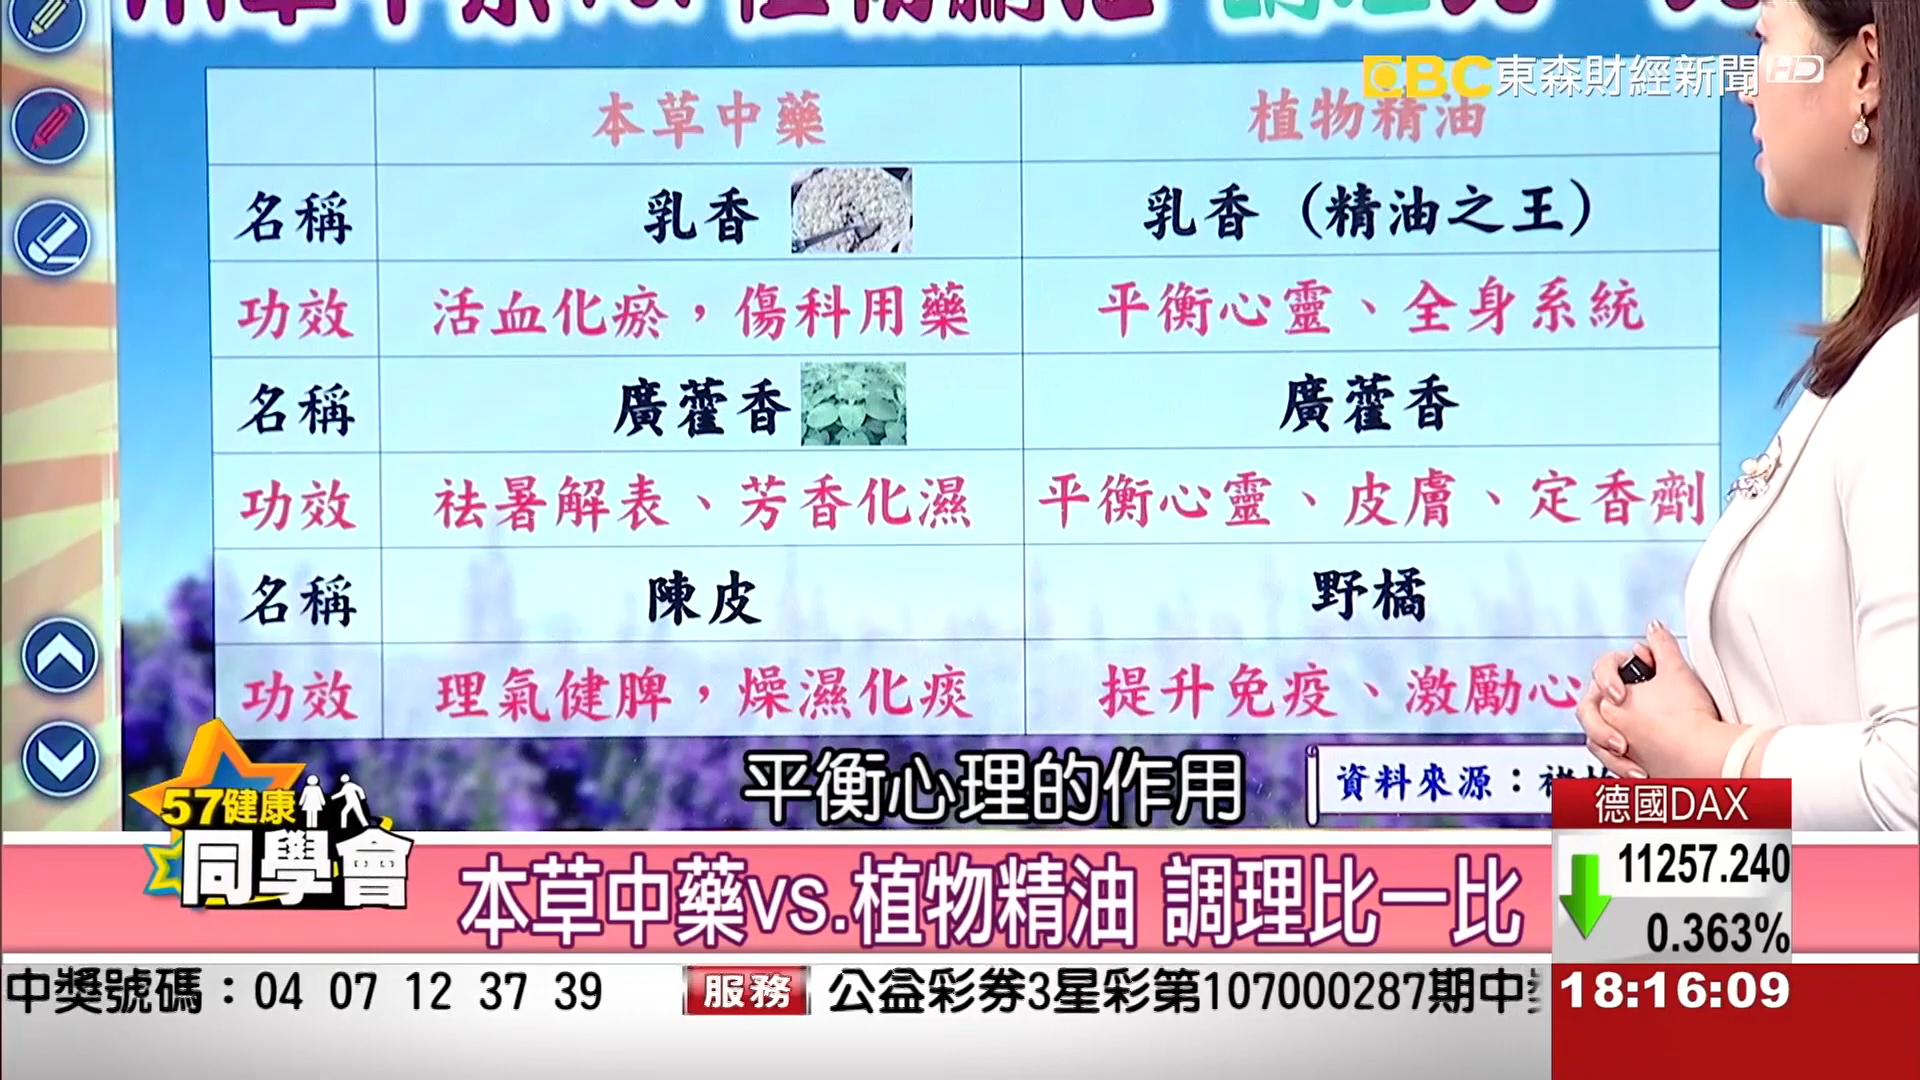 EBC東森財經新聞HD
本草中藥 植物精油
名稱 乳香 乳香（精油之王）
功效 活血化瘀，傷科用藥 平衡心靈、全身系統
名稱 廣藿香 廣藿香
功效 祛暑解表、芳香化濕 平衡心靈、皮膚、定香劑
名稱 陳皮 野橘
功效 理氣健脾，燥濕化痰 提升免疫、激勵心
平衡心理的作用
資料來源：
57健康
同學會
本草中藥vs.植物精油 調理比一比
德國DAX
11257.240
0.363%
中獎號碼：04 07 12 37 39 服務 公益彩券3星彩第107000287期中
18:16:09